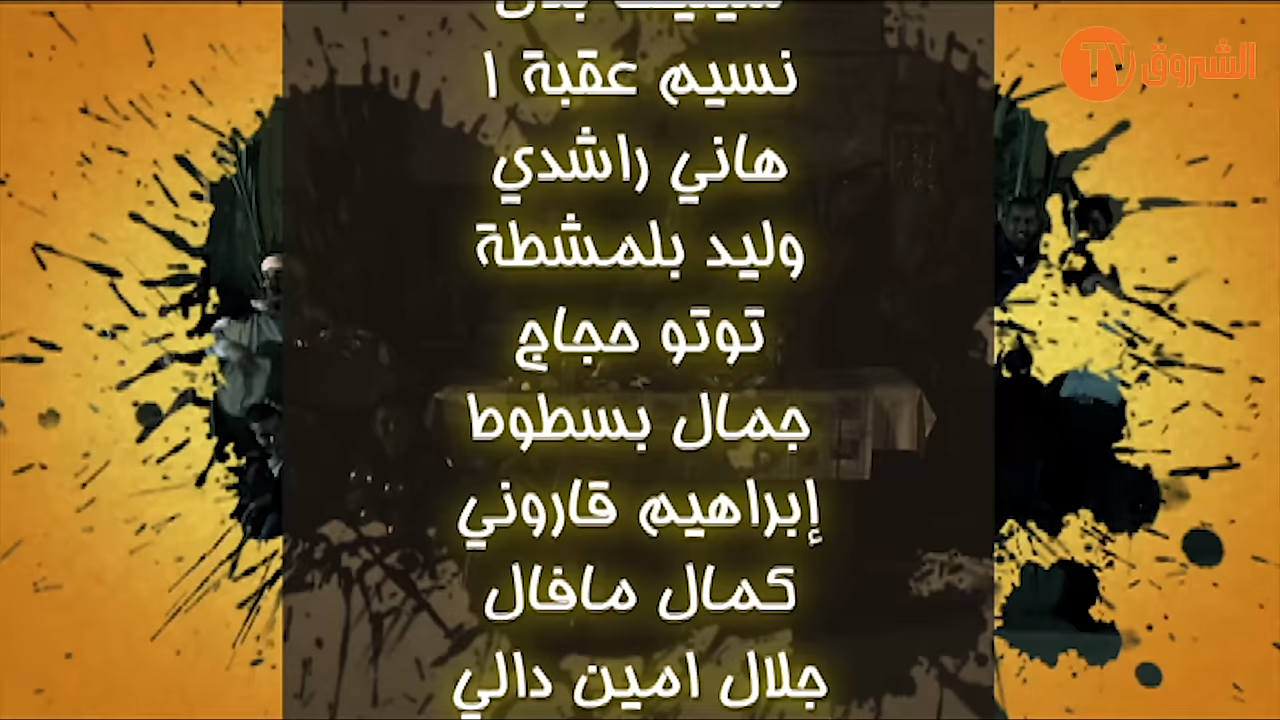 الشروق TV
نسيم عقبة ا
هاني راشدي
وليد بلمشطة
توتو حجاج
جمال بسطوط
إبراهيم قاروني
كمال مافال
جلال امين دالي